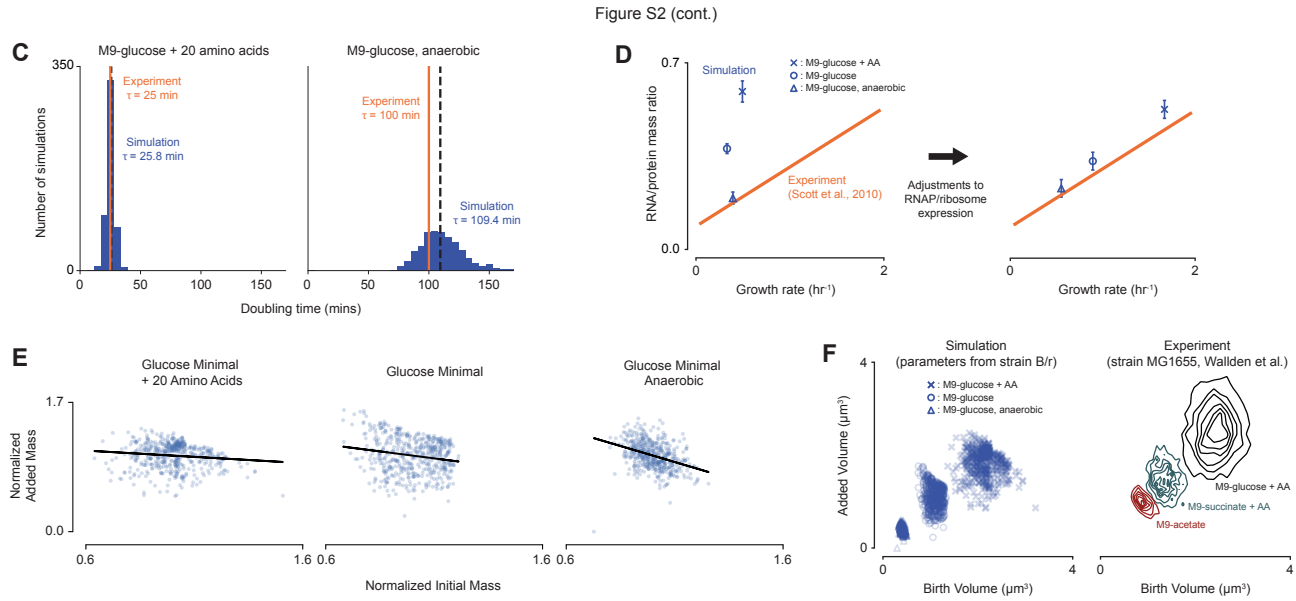 Figure S2 (cont.)
C
M9-glucose + 20 amino acids
M9-glucose, anaerobic
350
Experiment
τ = 25 min
Simulation
τ = 25.8 min
Experiment
τ = 100 min
Simulation
τ = 109.4 min
Number of simulations
0
0
50
100
150
0
50
100
150
Doubling time (mins)
D
0.7
Simulation
× : M9-glucose + AA
○ : M9-glucose
△ : M9-glucose, anaerobic
RNA/protein mass ratio
Experiment
(Scott et al., 2010)
0.0
0
2
Growth rate (hr⁻¹)
Adjustments to
RNAP/ribosome
expression
0
2
Growth rate (hr⁻¹)
E
Glucose Minimal
+ 20 Amino Acids
Glucose Minimal
Glucose Minimal
Anaerobic
1.7
Normalized
Added Mass
0.0
0.6
1.6
0.6
1.6
0.6
1.6
Normalized Initial Mass
F
Simulation
(parameters from strain B/r)
Experiment
(strain MG1655, Wallden et al.)
4
× : M9-glucose + AA
○ : M9-glucose
△ : M9-glucose, anaerobic
Added Volume (μm³)
0
0
4
Birth Volume (μm³)
M9-glucose + AA
M9-succinate + AA
M9-acetate
0
4
Birth Volume (μm³)